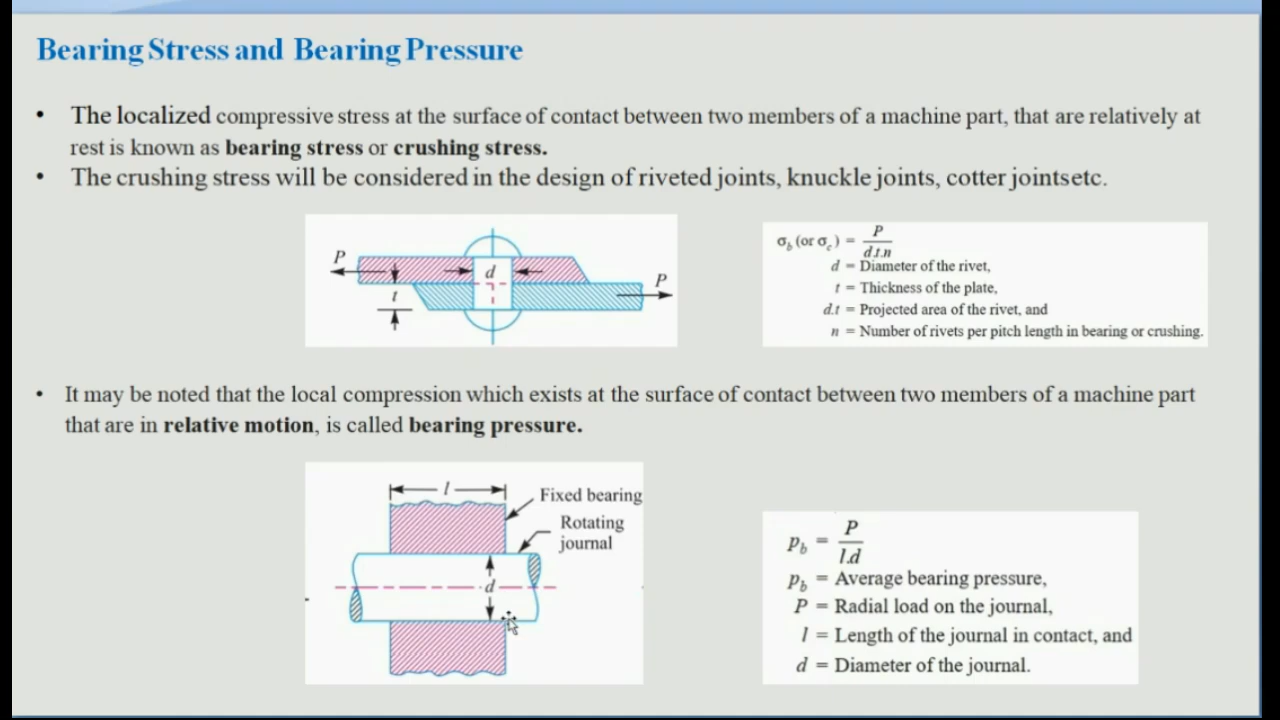 Bearing Stress and Bearing Pressure
• The localized compressive stress at the surface of contact between two members of a machine part, that are relatively at
rest is known as bearing stress or crushing stress.
• The crushing stress will be considered in the design of riveted joints, knuckle joints, cotter jointsetc.
P
d
P
t
σb (or σc) = P / d.t.n
d = Diameter of the rivet,
t = Thickness of the plate,
d.t = Projected area of the rivet, and
n = Number of rivets per pitch length in bearing or crushing.
• It may be noted that the local compression which exists at the surface of contact between two members of a machine part
that are in relative motion, is called bearing pressure.
l
Fixed bearing
Rotating
journal
d
pb = P / l.d
pb = Average bearing pressure,
P = Radial load on the journal,
l = Length of the journal in contact, and
d = Diameter of the journal.